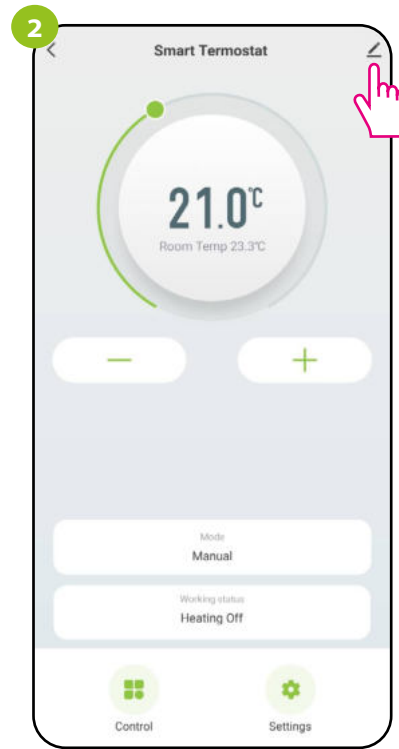 2
Smart Termostat
21.0℃
Room Temp 23.3℃
Mode
Manual
Working status
Heating Off
Control
Settings